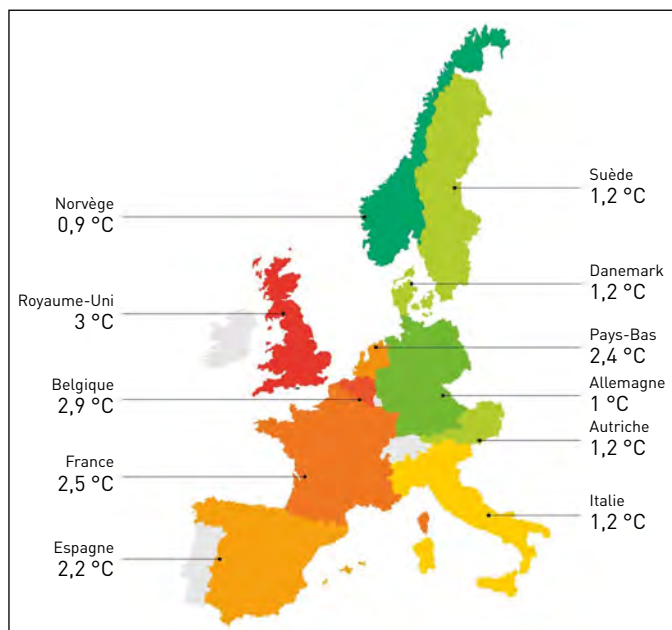 Norvège
0,9 °C
Royaume-Uni
3 °C
Belgique
2,9 °C
France
2,5 °C
Espagne
2,2 °C
Suède
1,2 °C
Danemark
1,2 °C
Pays-Bas
2,4 °C
Allemagne
1 °C
Autriche
1,2 °C
Italie
1,2 °C